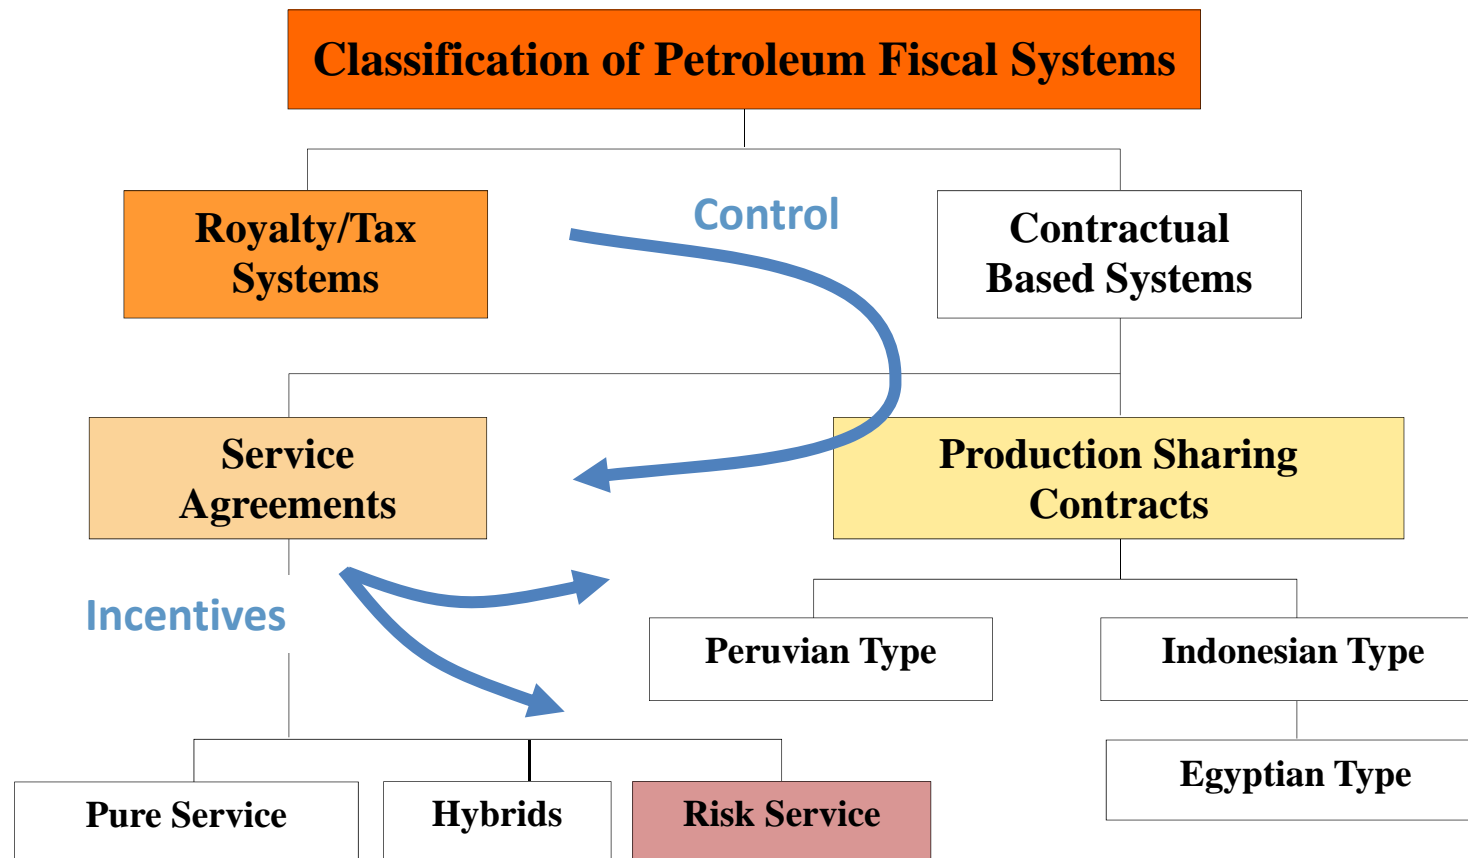 Classification of Petroleum Fiscal Systems
Royalty/Tax
Systems
Control
Contractual
Based Systems
Service
Agreements
Production Sharing
Contracts
Incentives
Peruvian Type
Indonesian Type
Egyptian Type
Pure Service
Hybrids
Risk Service